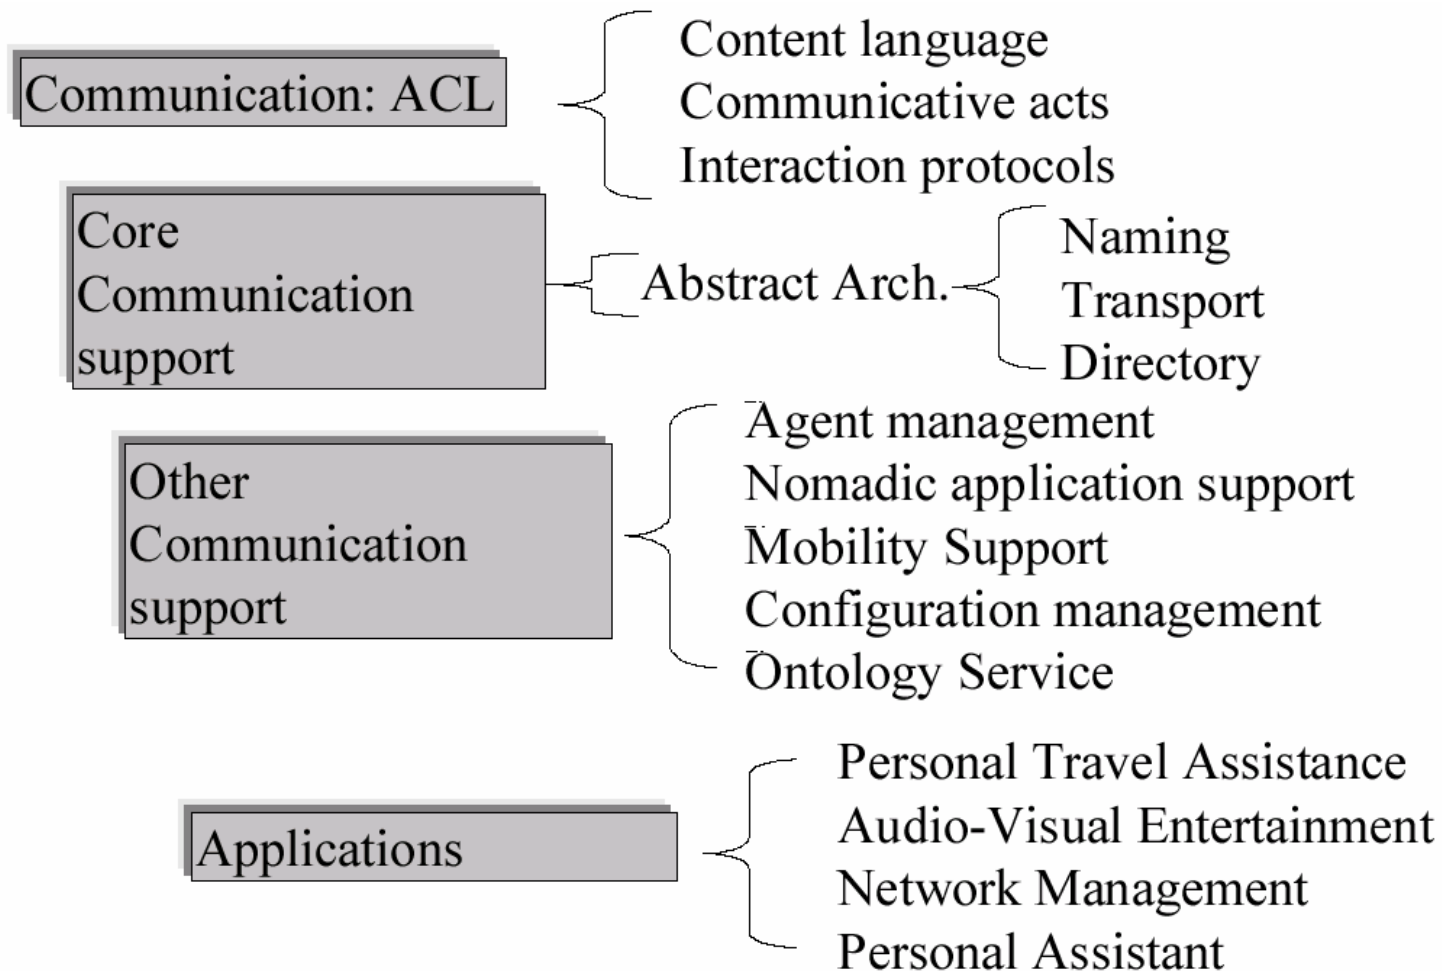 Communication: ACL
Content language
Communicative acts
Interaction protocols
Core
Communication
support
Abstract Arch.
Naming
Transport
Directory
Other
Communication
support
Agent management
Nomadic application support
Mobility Support
Configuration management
Ontology Service
Applications
Personal Travel Assistance
Audio-Visual Entertainment
Network Management
Personal Assistant